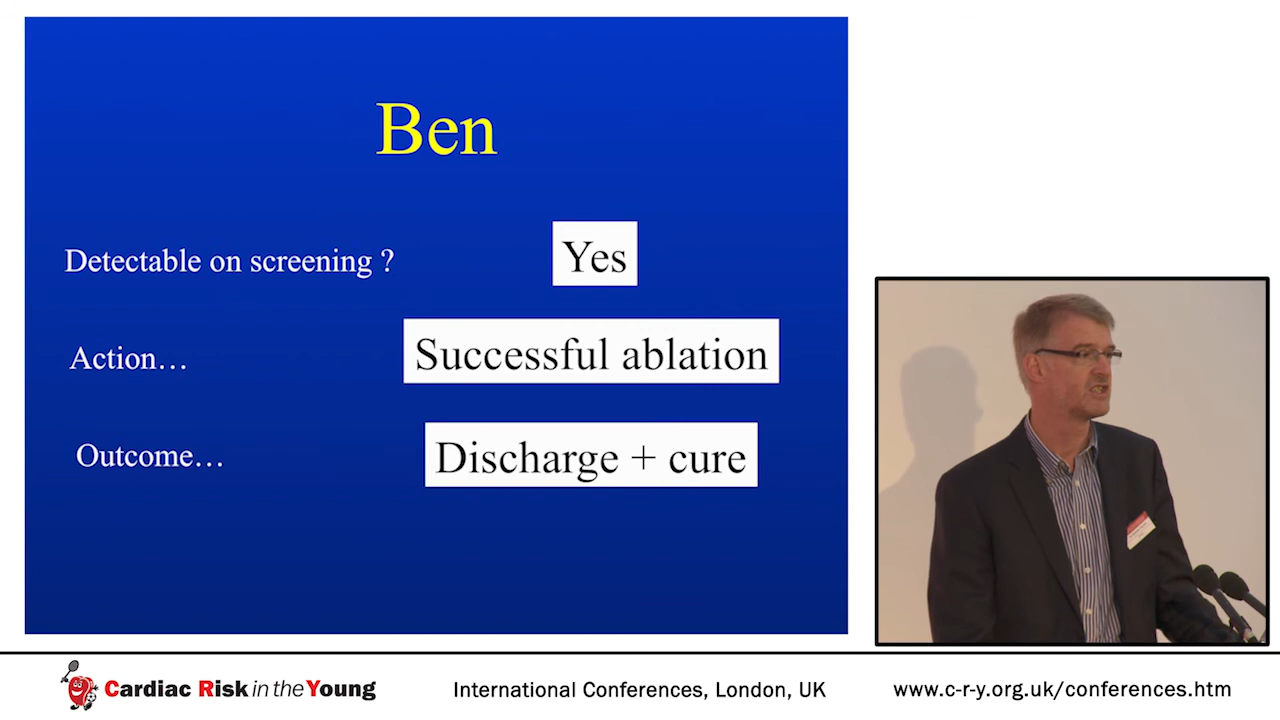 Ben
Detectable on screening ?
Yes
Action…
Successful ablation
Outcome…
Discharge + cure
Cardiac Risk in the Young
International Conferences, London, UK
www.c-r-y.org.uk/conferences.htm